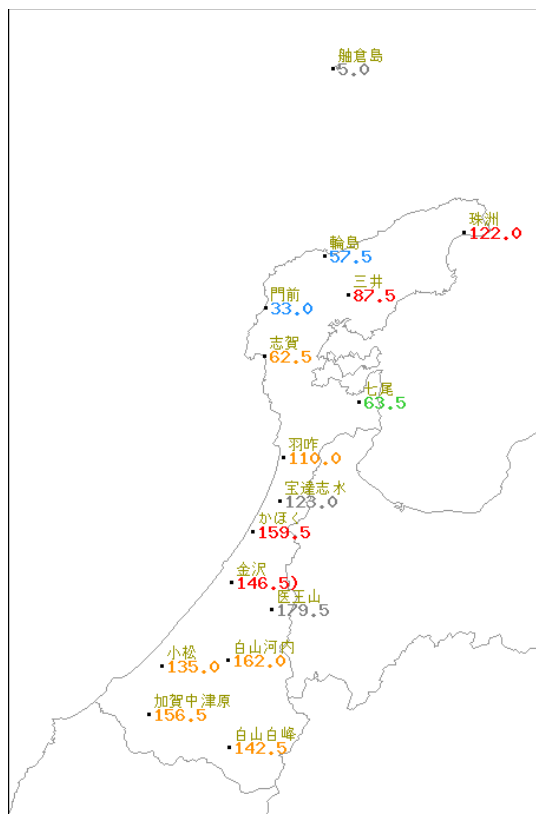 舳倉島
5.0
珠洲
122.0
輪島
57.5
三井
87.5
門前
33.0
志賀
62.5
七尾
63.5
羽咋
110.0
宝達志水
123.0
かほく
159.5
金沢
146.5)
医王山
179.5
白山河内
162.0
小松
135.0
加賀中津原
156.5
白山白峰
142.5